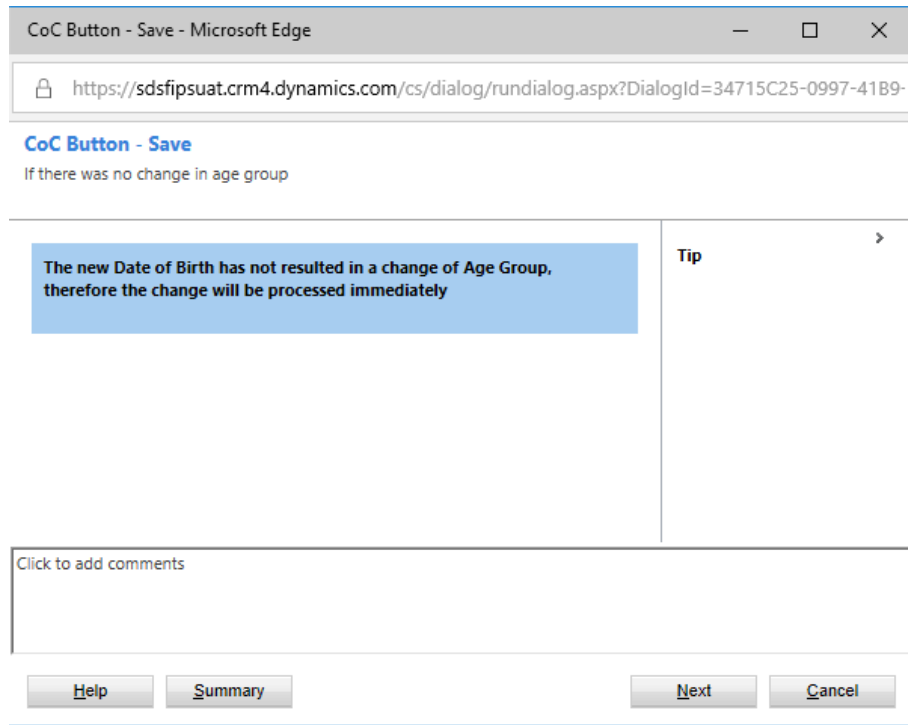 CoC Button - Save - Microsoft Edge
https://sdsfipsuat.crm4.dynamics.com/cs/dialog/rundialog.aspx?DialogId=34715C25-0997-41B9-
CoC Button - Save
If there was no change in age group
The new Date of Birth has not resulted in a change of Age Group,
therefore the change will be processed immediately
Tip
Click to add comments
Help
Summary
Next
Cancel